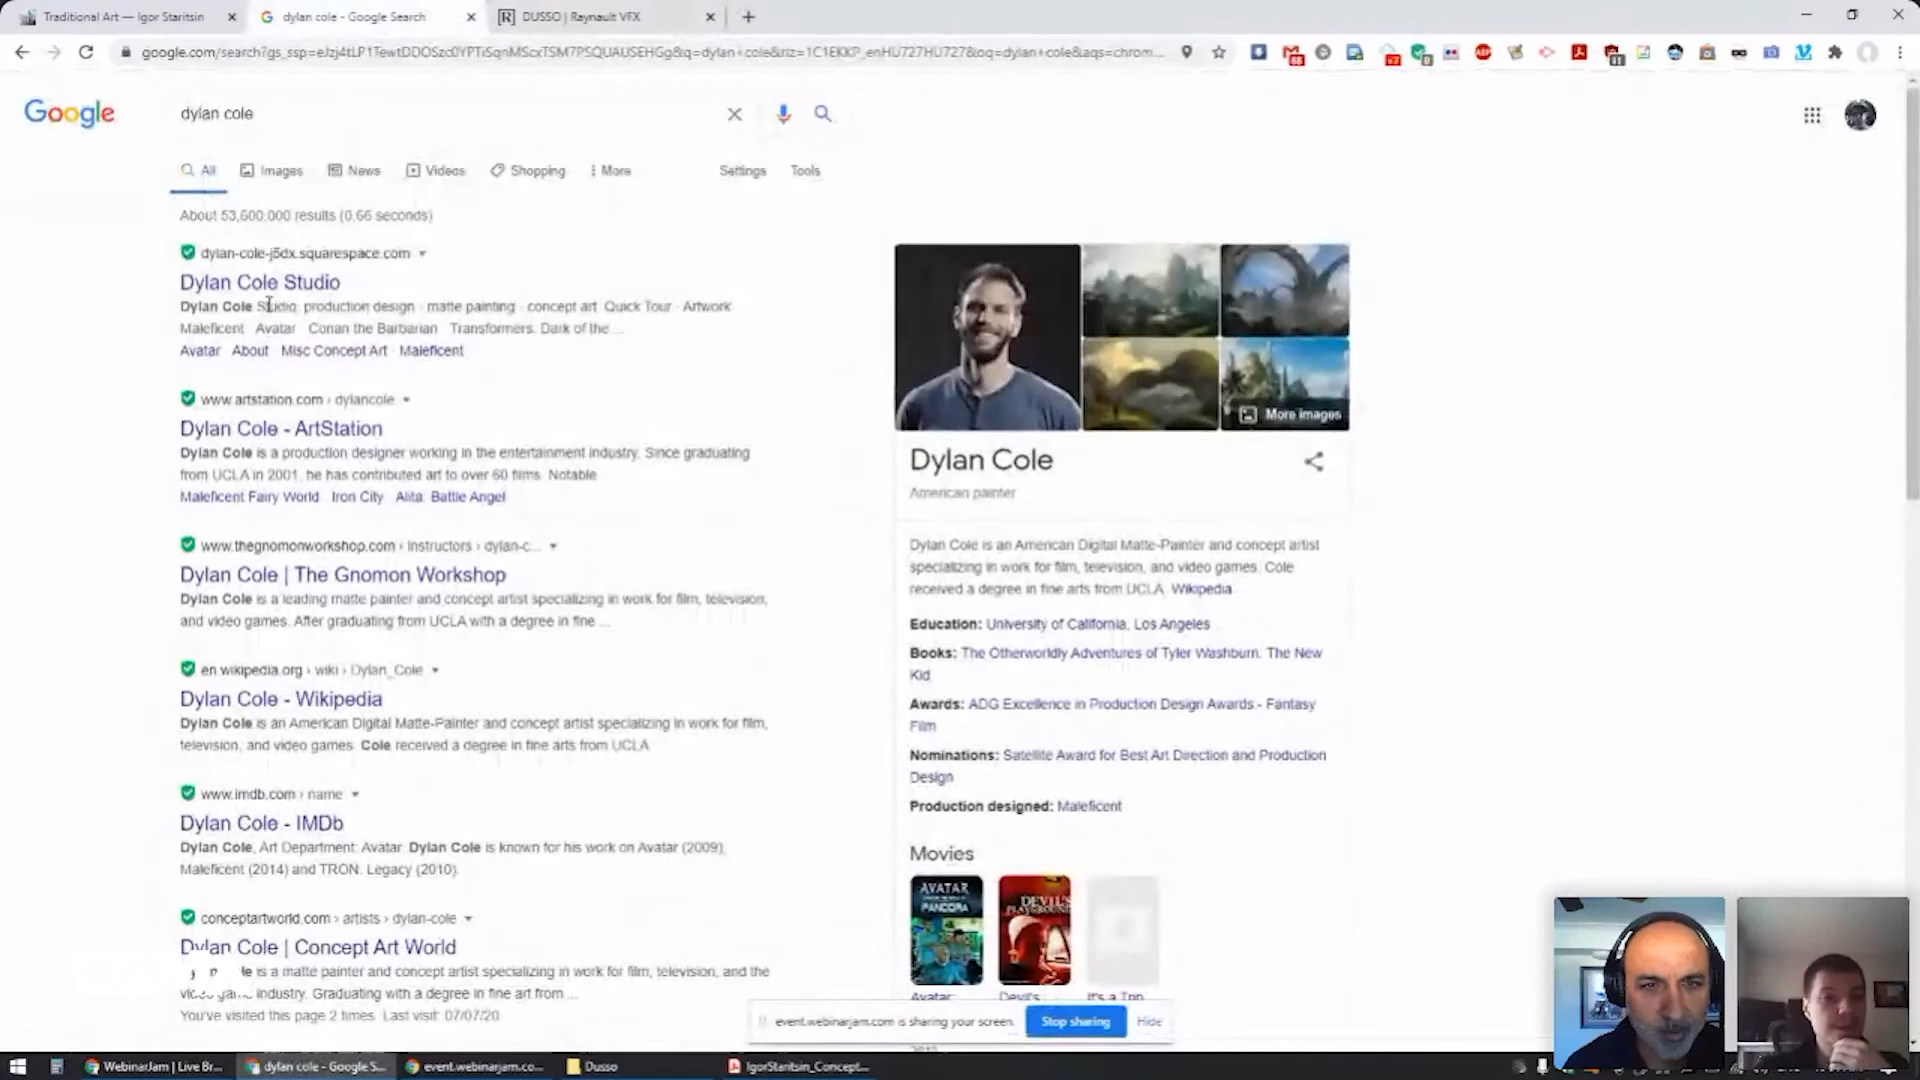 Traditional Art — Igor Staritsin
dylan cole - Google Search
DUSSO | Raynault VFX
google.com/search?gs_ssp=eJzj4tLP1TewtDDOSzc0YPTiSqnMScxTSM7PSQUAUSEHGg&q=dylan+cole&rlz=1C1EKKP_enHU727HU727&oq=dylan+cole&aqs=chrom...
Google
dylan cole
All
Images
News
Videos
Shopping
More
Settings
Tools
About 53,600,000 results (0.66 seconds)
dylan-cole-j5dx.squarespace.com
Dylan Cole Studio
Dylan Cole Studio. production design · matte painting · concept art Quick Tour · Artwork
Maleficent Avatar Conan the Barbarian Transformers. Dark of the ...
Avatar · About · Misc Concept Art · Maleficent
www.artstation.com › dylancole
Dylan Cole - ArtStation
Dylan Cole is a production designer working in the entertainment industry. Since graduating
from UCLA in 2001, he has contributed art to over 60 films. Notable
Maleficent Fairy World · Iron City · Alita: Battle Angel
www.thegnomonworkshop.com › instructors › dylan-c...
Dylan Cole | The Gnomon Workshop
Dylan Cole is a leading matte painter and concept artist specializing in work for film, television,
and video games. After graduating from UCLA with a degree in fine ...
en.wikipedia.org › wiki › Dylan_Cole
Dylan Cole - Wikipedia
Dylan Cole is an American Digital Matte-Painter and concept artist specializing in work for film,
television, and video games. Cole received a degree in fine arts from UCLA
www.imdb.com › name
Dylan Cole - IMDb
Dylan Cole, Art Department: Avatar. Dylan Cole is known for his work on Avatar (2009),
Maleficent (2014) and TRON: Legacy (2010).
conceptartworld.com › artists › dylan-cole
Dylan Cole | Concept Art World
is a matte painter and concept artist specializing in work for film, television, and the
industry. Graduating with a degree in fine art from ...
You've visited this page 2 times. Last visit: 07/07/20
More images
Dylan Cole
American painter
Dylan Cole is an American Digital Matte-Painter and concept artist
specializing in work for film, television, and video games. Cole
received a degree in fine arts from UCLA. Wikipedia
Education: University of California, Los Angeles
Books: The Otherworldly Adventures of Tyler Washburn: The New
Kid
Awards: ADG Excellence in Production Design Awards - Fantasy
Film
Nominations: Satellite Award for Best Art Direction and Production
Design
Production designed: Maleficent
Movies
AVATAR
PANDORA
DEVIL'S
PLAYGROUND
Avatar:
Devil's
It's a Trip
event.webinarjam.com is sharing your screen.
Stop sharing
Hide
WebinarJam | Live Br...
dylan cole - Google S...
event.webinarjam.co...
Dusso
IgorStaritsin_Concept...